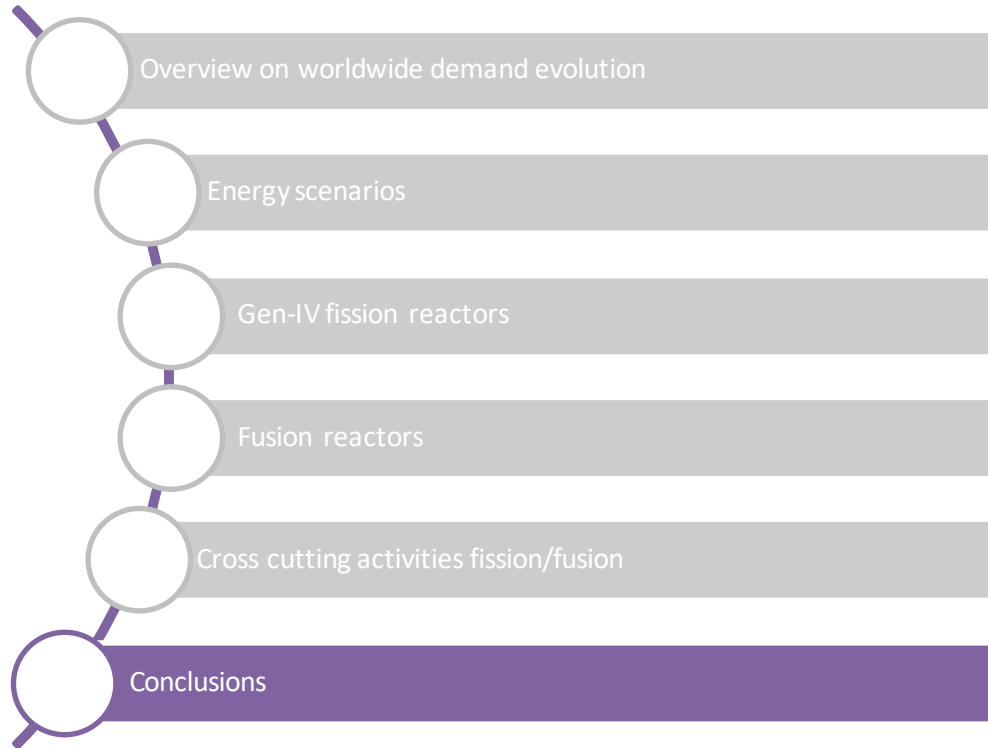 Overview on worldwide demand evolution
Energy scenarios
Gen-IV fission reactors
Fusion reactors
Cross cutting activities fission/fusion
Conclusions